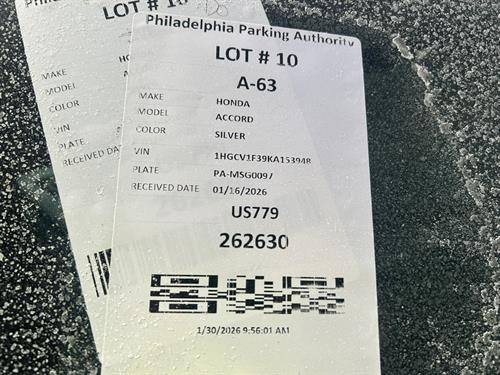 Philadelphia Parking Authority
LOT # 10
A-63
MAKE HONDA
MODEL ACCORD
COLOR SILVER
VIN 1HGCV1F39KA153948
PLATE PA-MSG0097
RECEIVED DATE 01/16/2026
US779
262630
1/30/2026 9:56:01 AM
LOT # 10
MAKE
MODEL
COLOR
VIN
PLATE
RECEIVED DATE